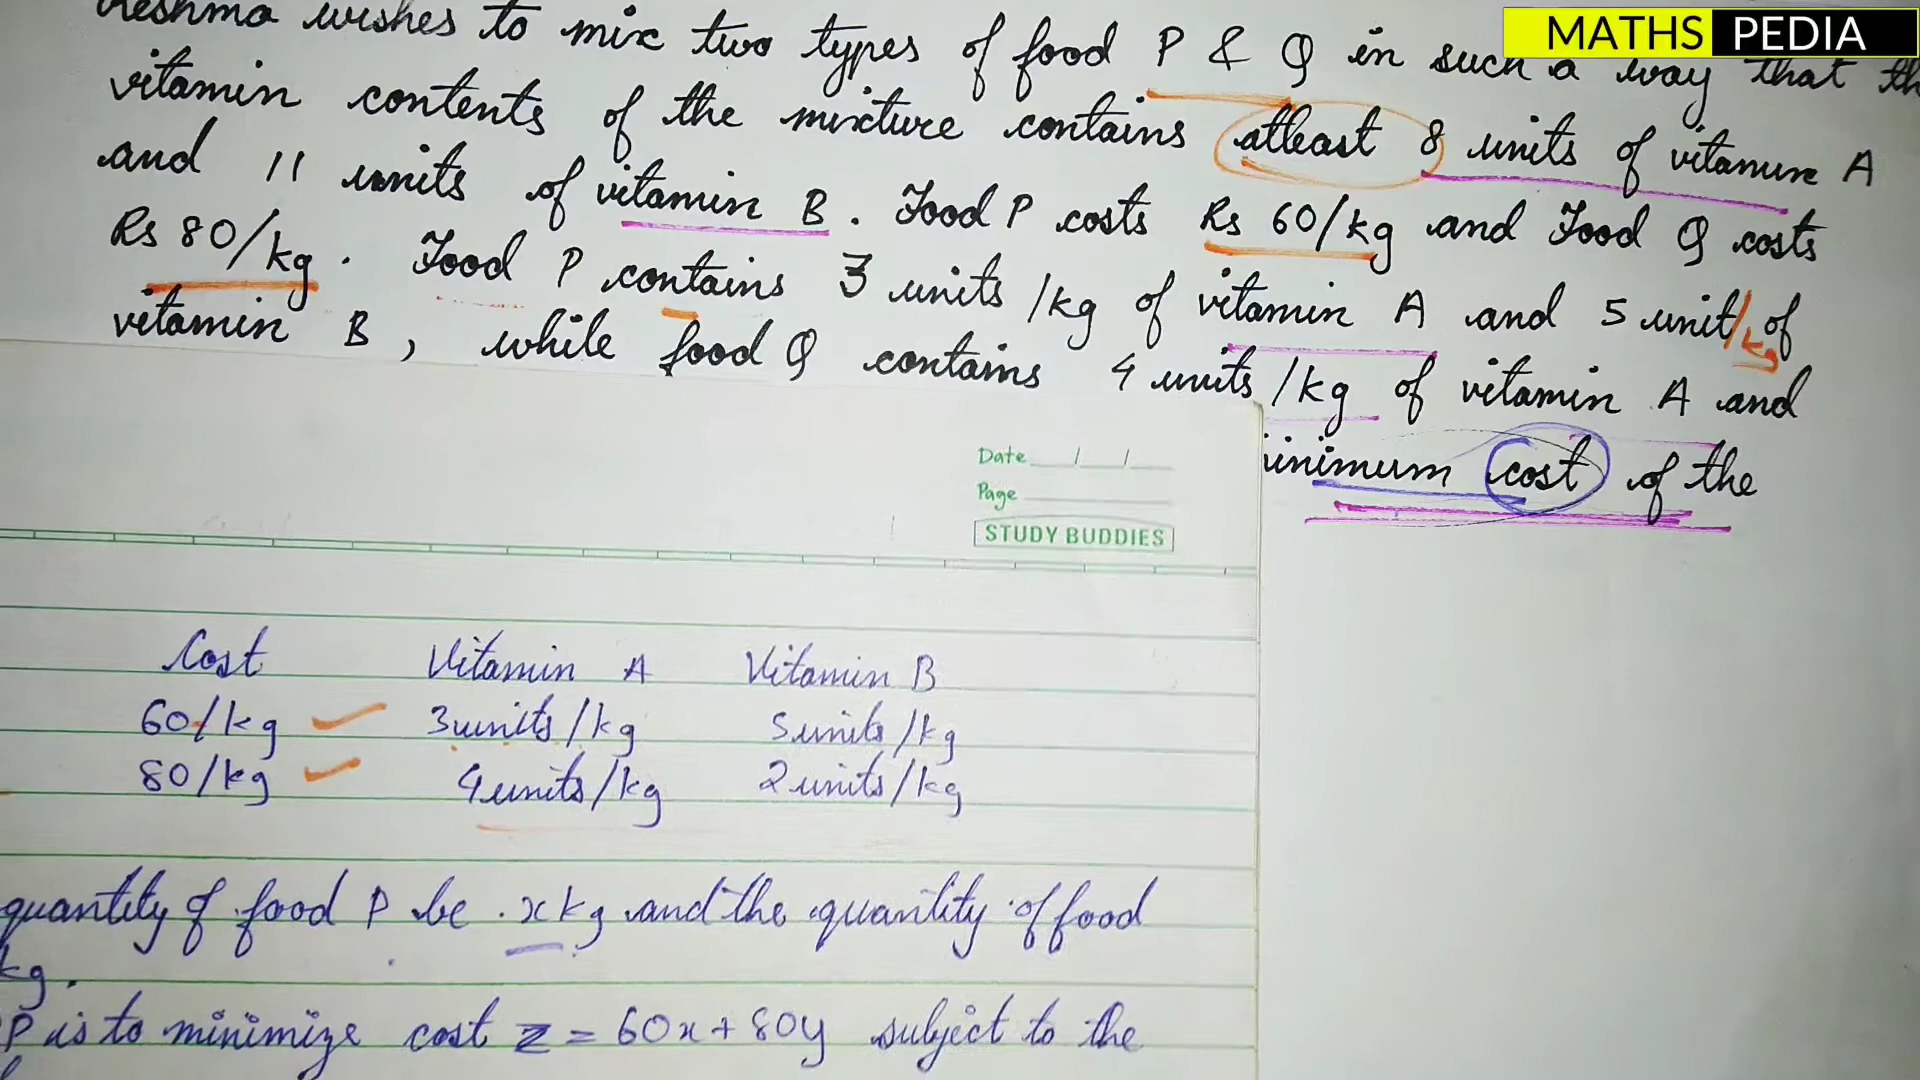 MATHS PEDIA
Reshma wishes to mix two types of food P & Q in such a way that
vitamin contents of the mixture contains atleast 8 units of vitamin A
and 11 units of vitamin B. Food P costs Rs 60/kg and Food Q costs
Rs 80/kg. Food P contains 3 units/kg of vitamin A and 5 unit/kg of
vitamin B, while food Q contains 4 units/kg of vitamin A and
cost of the
Date
Page
STUDY BUDDIES
Cost Vitamin A Vitamin B
60/kg 3units/kg 5units/kg
80/kg 4units/kg 2units/kg
quantity of food P be x kg and the quantity of food
kg.
P is to minimize cost Z = 60x + 80y subject to the